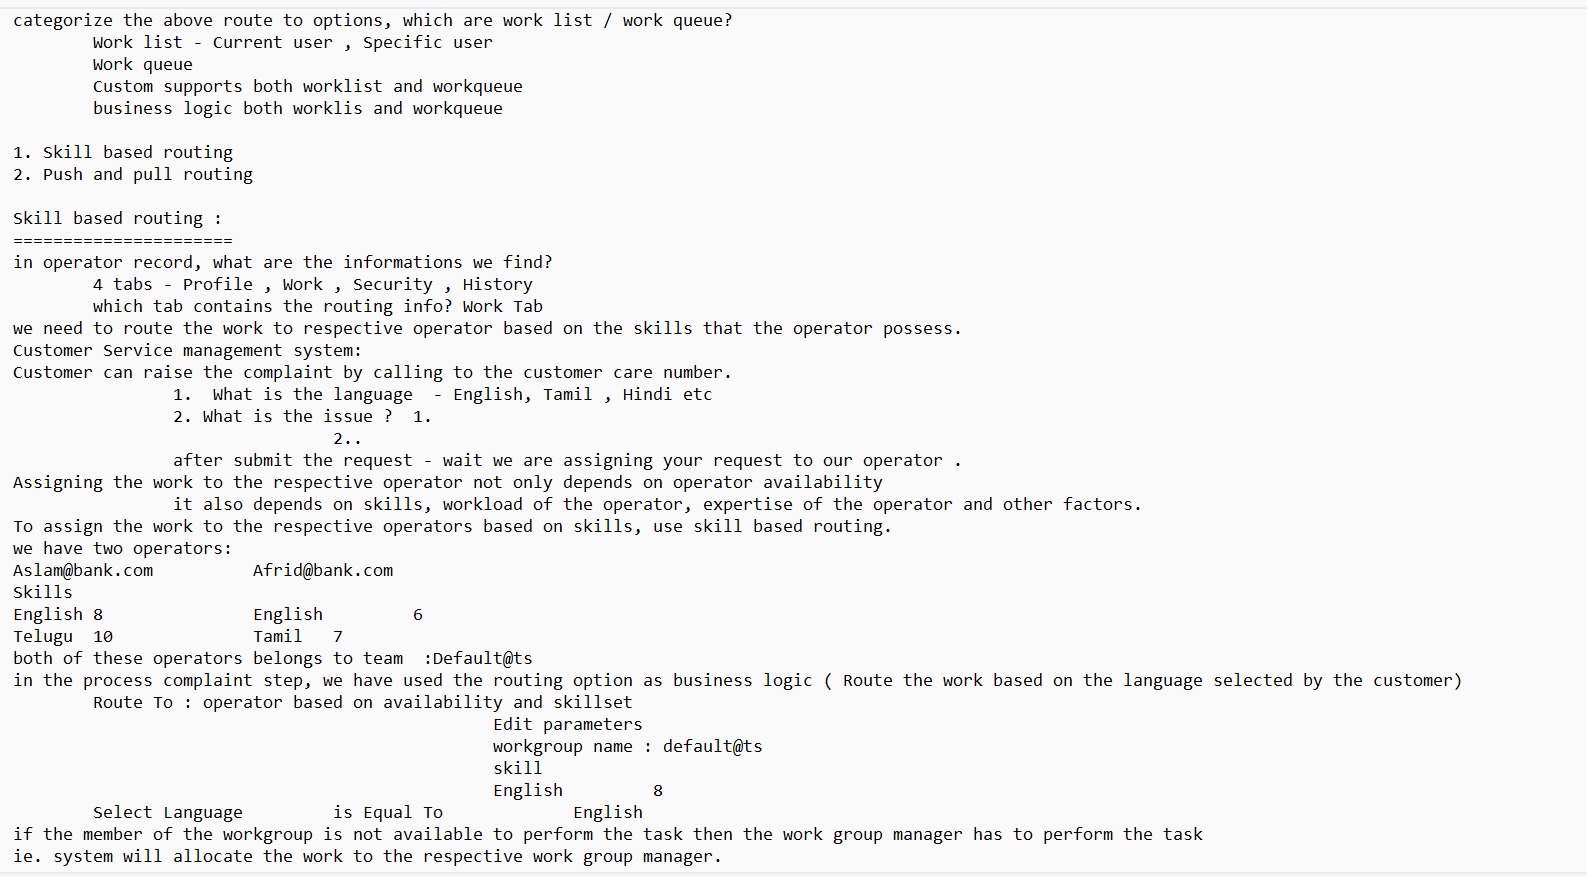 categorize the above route to options, which are work list / work queue?
Work list - Current user , Specific user
Work queue
Custom supports both worklist and workqueue
business logic both worklis and workqueue
1. Skill based routing
2. Push and pull routing
Skill based routing :
======================
in operator record, what are the informations we find?
4 tabs - Profile , Work , Security , History
which tab contains the routing info? Work Tab
we need to route the work to respective operator based on the skills that the operator possess.
Customer Service management system:
Customer can raise the complaint by calling to the customer care number.
1.  What is the language  - English, Tamil , Hindi etc
2. What is the issue ?  1.
2..
after submit the request - wait we are assigning your request to our operator .
Assigning the work to the respective operator not only depends on operator availability
it also depends on skills, workload of the operator, expertise of the operator and other factors.
To assign the work to the respective operators based on skills, use skill based routing.
we have two operators:
Aslam@bank.com          Afrid@bank.com
Skills
English 8               English         6
Telugu  10              Tamil   7
both of these operators belongs to team  :Default@ts
in the process complaint step, we have used the routing option as business logic ( Route the work based on the language selected by the customer)
Route To : operator based on availability and skillset
Edit parameters
workgroup name : default@ts
skill
English         8
Select Language         is Equal To             English
if the member of the workgroup is not available to perform the task then the work group manager has to perform the task
ie. system will allocate the work to the respective work group manager.